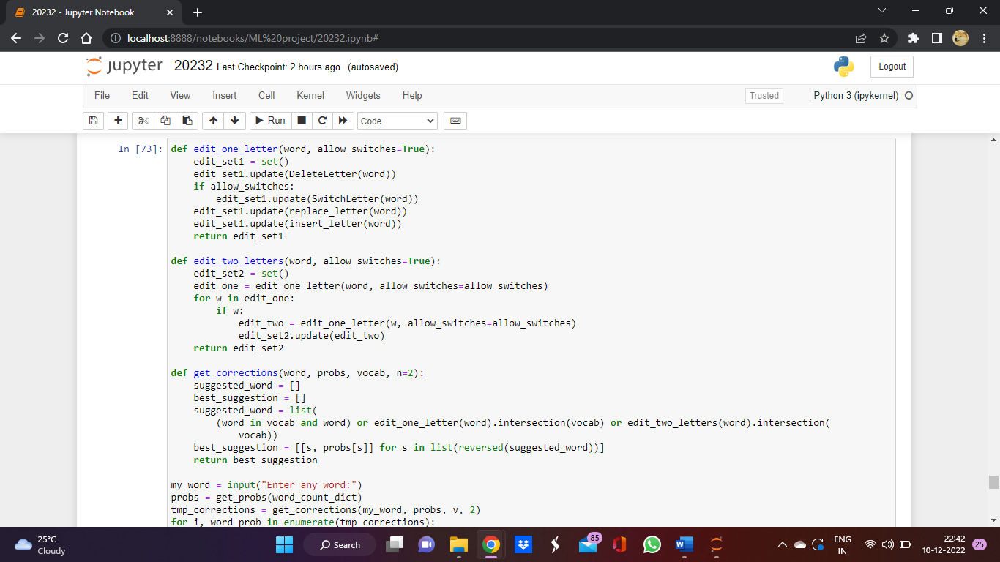 20232 - Jupyter Notebook
localhost:8888/notebooks/ML%20project/20232.ipynb#
jupyter 20232 Last Checkpoint: 2 hours ago (autosaved)
Logout
File Edit View Insert Cell Kernel Widgets Help
Trusted
Python 3 (ipykernel)
Run
Code
In [73]:
def edit_one_letter(word, allow_switches=True):
    edit_set1 = set()
    edit_set1.update(DeleteLetter(word))
    if allow_switches:
        edit_set1.update(SwitchLetter(word))
    edit_set1.update(replace_letter(word))
    edit_set1.update(insert_letter(word))
    return edit_set1
def edit_two_letters(word, allow_switches=True):
    edit_set2 = set()
    edit_one = edit_one_letter(word, allow_switches=allow_switches)
    for w in edit_one:
        if w:
            edit_two = edit_one_letter(w, allow_switches=allow_switches)
            edit_set2.update(edit_two)
    return edit_set2
def get_corrections(word, probs, vocab, n=2):
    suggested_word = []
    best_suggestion = []
    suggested_word = list(
        (word in vocab and word) or edit_one_letter(word).intersection(vocab) or edit_two_letters(word).intersection(
            vocab))
    best_suggestion = [[s, probs[s]] for s in list(reversed(suggested_word))]
    return best_suggestion
my_word = input("Enter any word:")
probs = get_probs(word_count_dict)
tmp_corrections = get_corrections(my_word, probs, v, 2)
for i, word_prob in enumerate(tmp_corrections):
25°C
Cloudy
Search
85
ENG
IN
22:42
10-12-2022
25